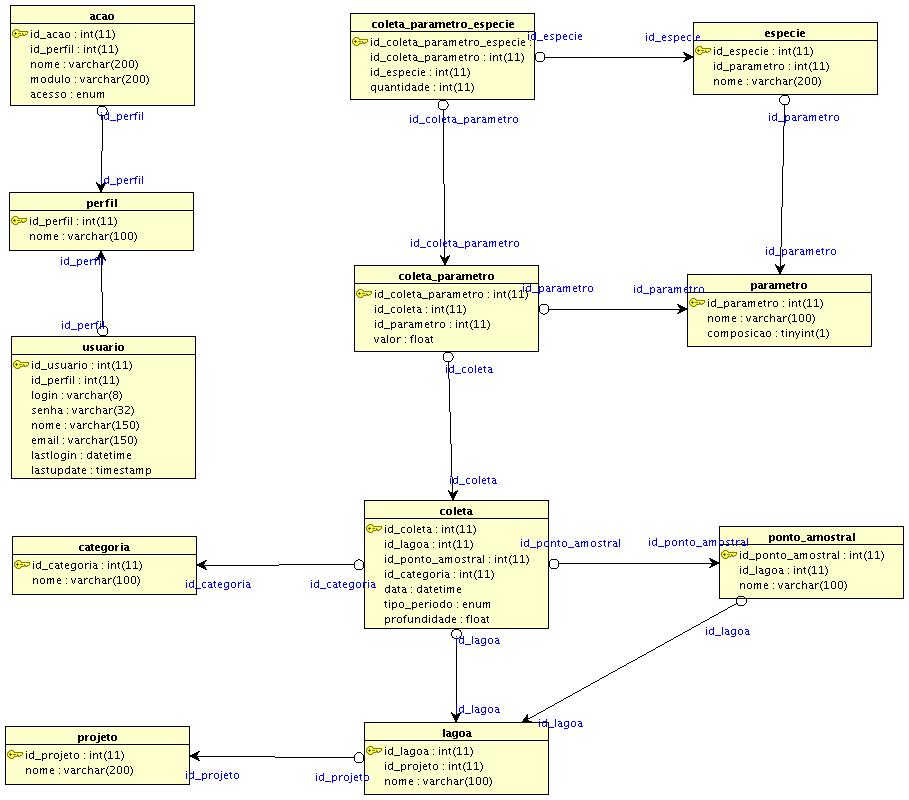 acao
id_acao : int(11)
id_perfil : int(11)
nome : varchar(200)
modulo : varchar(200)
acesso : enum
id_perfil
id_perfil
perfil
id_perfil : int(11)
nome : varchar(100)
id_perfil
id_perfil
usuario
id_usuario : int(11)
id_perfil : int(11)
login : varchar(8)
senha : varchar(32)
nome : varchar(150)
email : varchar(150)
lastlogin : datetime
lastupdate : timestamp
coleta_parametro_especie
id_coleta_parametro_especie :
id_coleta_parametro : int(11)
id_especie : int(11)
quantidade : int(11)
id_especie
id_especie
especie
id_especie : int(11)
id_parametro : int(11)
nome : varchar(200)
id_coleta_parametro
id_coleta_parametro
id_parametro
id_parametro
coleta_parametro
id_coleta_parametro : int(11)
id_coleta : int(11)
id_parametro : int(11)
valor : float
id_parametro
id_parametro
parametro
id_parametro : int(11)
nome : varchar(100)
composicao : tinyint(1)
id_coleta
id_coleta
coleta
id_coleta : int(11)
id_lagoa : int(11)
id_ponto_amostral : int(11)
id_categoria : int(11)
data : datetime
tipo_periodo : enum
profundidade : float
categoria
id_categoria : int(11)
nome : varchar(100)
id_categoria
id_categoria
id_ponto_amostral
id_ponto_amostral
ponto_amostral
id_ponto_amostral : int(11)
id_lagoa : int(11)
nome : varchar(100)
id_lagoa
id_lagoa
id_lagoa
id_lagoa
lagoa
id_lagoa : int(11)
id_projeto : int(11)
nome : varchar(100)
projeto
id_projeto : int(11)
nome : varchar(200)
id_projeto
id_projeto